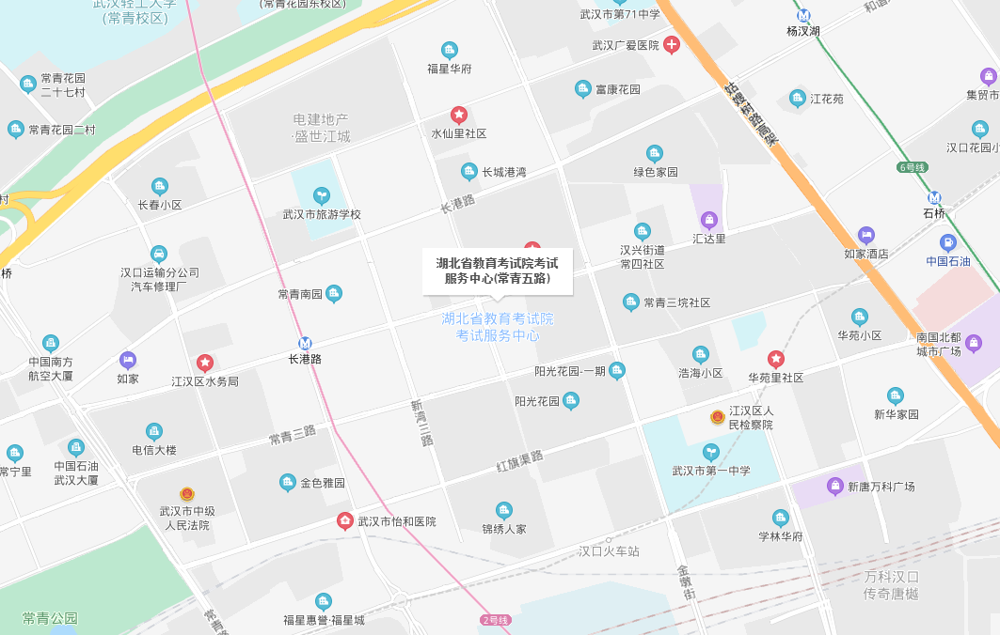 武汉轻工大学
(常青校区)
(常青花园东校区)
武汉市第71中学
和谐
杨汊湖
武汉广爱医院
福星华府
常青花园
二十七村
富康花园
姑嫂树路高架
江花苑
集贸市
电建地产
·盛世江城
水仙里社区
常青花园二村
汉口花园小
绿色家园
长城港湾
6号线
村
长春小区
武汉市旅游学校
长港路
石桥
汇达里
汉兴街道
常四社区
如家酒店
中国石油
桥
汉口运输分公司
汽车修理厂
湖北省教育考试院考试
服务中心(常青五路)
常青南园
常青三垸社区
湖北省教育考试院
考试服务中心
华苑小区
南国北都
城市广场
长港路
中国南方
航空大厦
如家
江汉区水务局
阳光花园-一期
浩海小区
华苑里社区
阳光花园
新湾三路
江汉区人
民检察院
新华家园
常青三路
电信大楼
常宁里
中国石油
武汉大厦
红旗渠路
武汉市第一中学
金色雅园
新唐万科广场
武汉市中级
人民法院
武汉市怡和医院
锦绣人家
学林华府
汉口火车站
金墩街
万科汉口
传奇唐樾
常青公园
常青路
福星惠誉·福星城
2号线